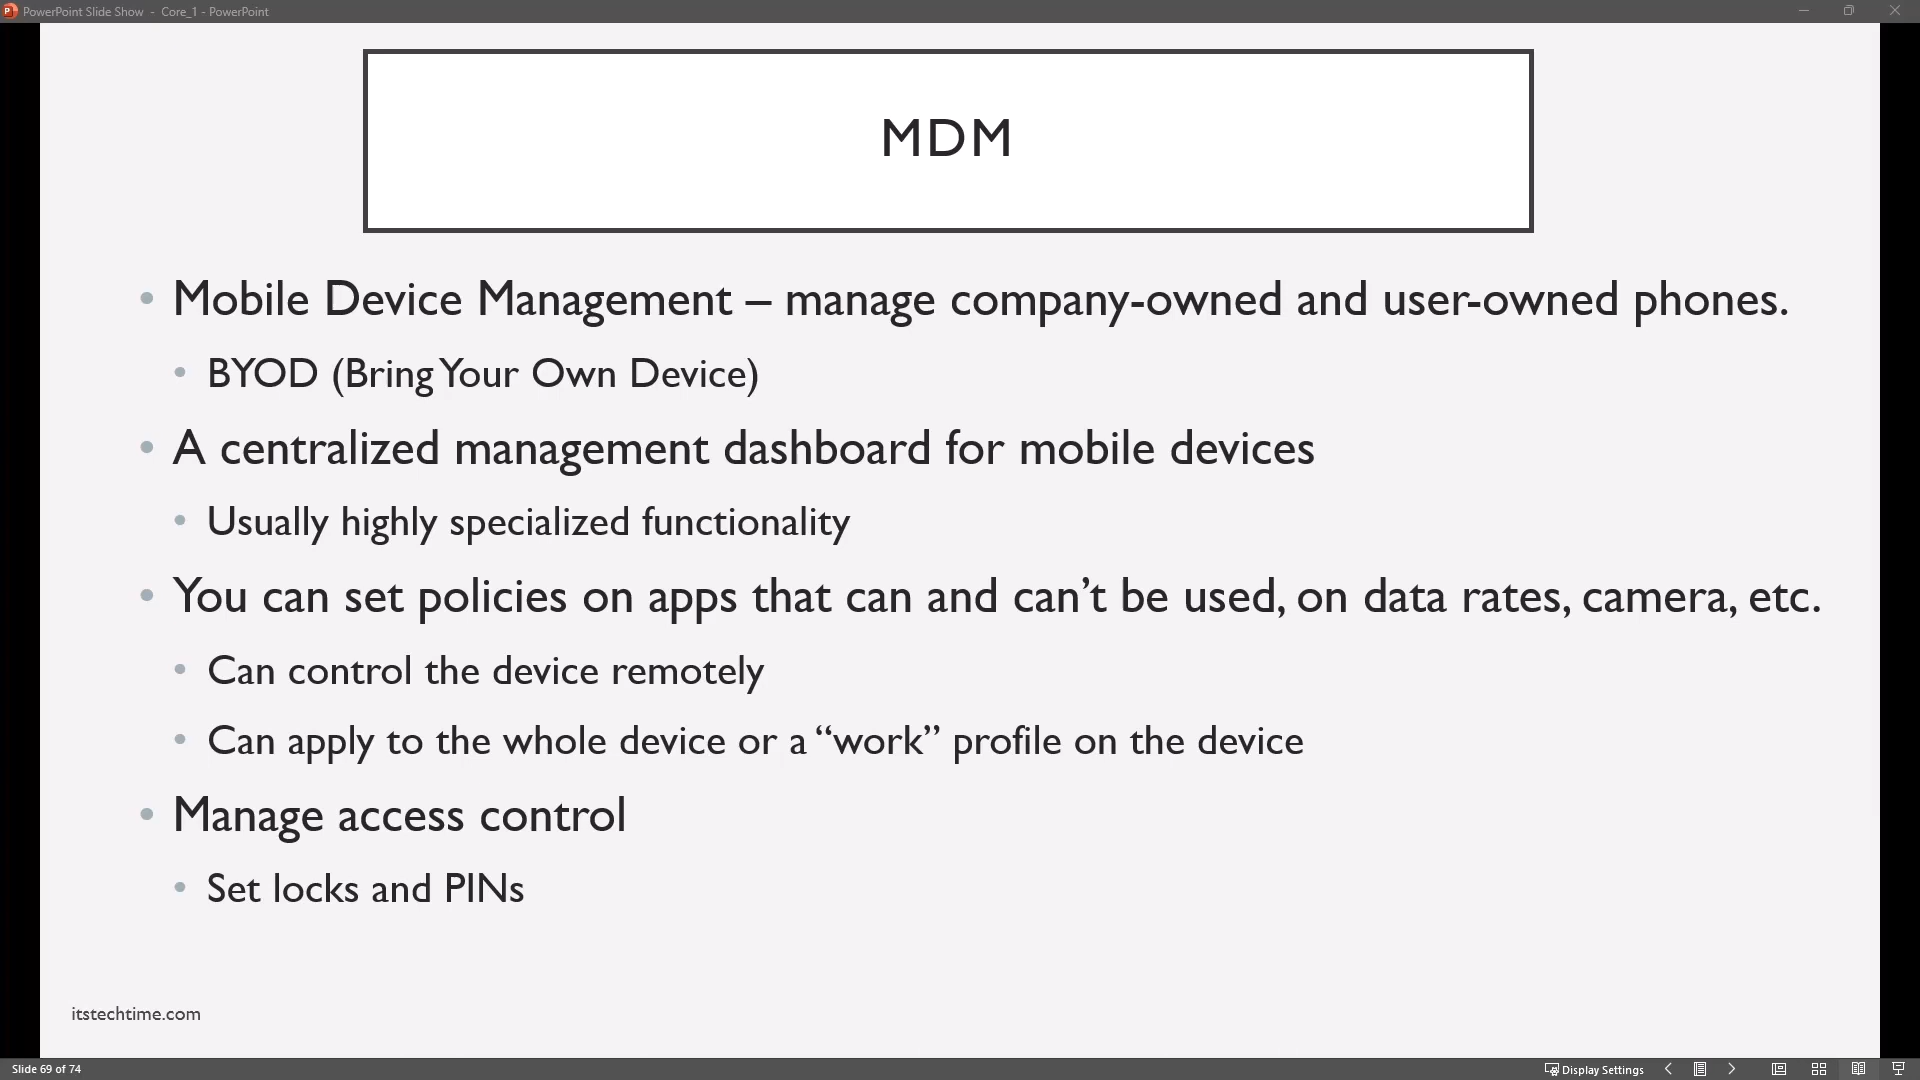 PowerPoint Slide Show - Core_1 - PowerPoint
MDM
• Mobile Device Management – manage company-owned and user-owned phones.
• BYOD (Bring Your Own Device)
• A centralized management dashboard for mobile devices
• Usually highly specialized functionality
• You can set policies on apps that can and can’t be used, on data rates, camera, etc.
• Can control the device remotely
• Can apply to the whole device or a “work” profile on the device
• Manage access control
• Set locks and PINs
itstechtime.com
Slide 69 of 74
Display Settings